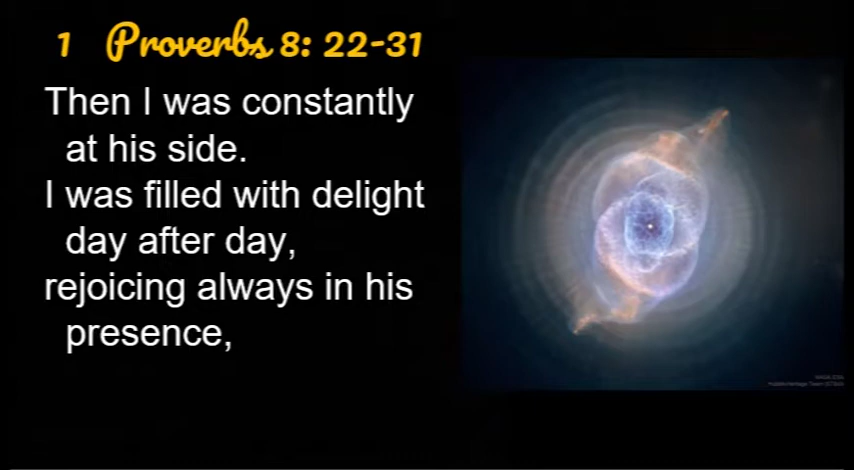 1 Proverbs 8: 22-31
Then I was constantly
at his side.
I was filled with delight
day after day,
rejoicing always in his
presence,